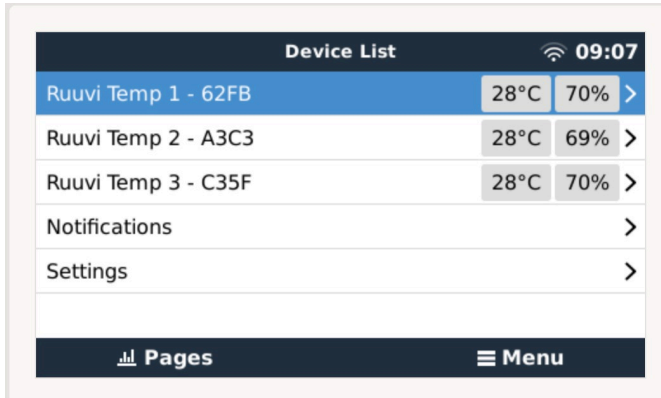 Device List 09:07
Ruuvi Temp 1 - 62FB 28°C 70%
Ruuvi Temp 2 - A3C3 28°C 69%
Ruuvi Temp 3 - C35F 28°C 70%
Notifications
Settings
Pages Menu